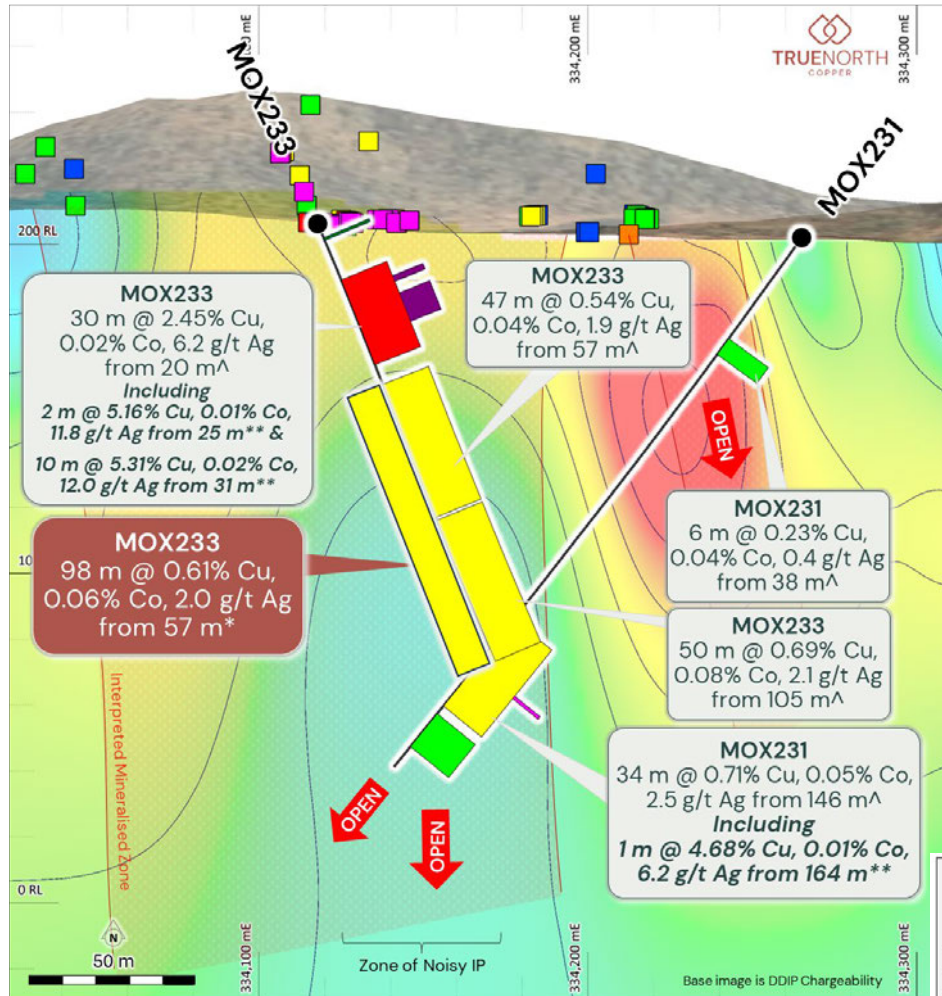 334,200 mE
334,300 mE
TRUENORTH
COPPER
MOX233
MOX231
200 RL
MOX233
30 m @ 2.45% Cu,
0.02% Co, 6.2 g/t Ag
from 20 m^
Including
2 m @ 5.16% Cu, 0.01% Co,
11.8 g/t Ag from 25 m** &
10 m @ 5.31% Cu, 0.02% Co,
12.0 g/t Ag from 31 m**
MOX233
47 m @ 0.54% Cu,
0.04% Co, 1.9 g/t Ag
from 57 m^
OPEN
MOX231
6 m @ 0.23% Cu,
0.04% Co, 0.4 g/t Ag
from 38 m^
MOX233
98 m @ 0.61% Cu,
0.06% Co, 2.0 g/t Ag
from 57 m*
MOX233
50 m @ 0.69% Cu,
0.08% Co, 2.1 g/t Ag
from 105 m^
MOX231
34 m @ 0.71% Cu, 0.05% Co,
2.5 g/t Ag from 146 m^
Including
1 m @ 4.68% Cu, 0.01% Co,
6.2 g/t Ag from 164 m**
Interpreted Mineralised Zone
OPEN
OPEN
0 RL
N
50 m
334,100 mE
334,200 mE
334,300 mE
Zone of Noisy IP
Base image is DDIP Chargeability